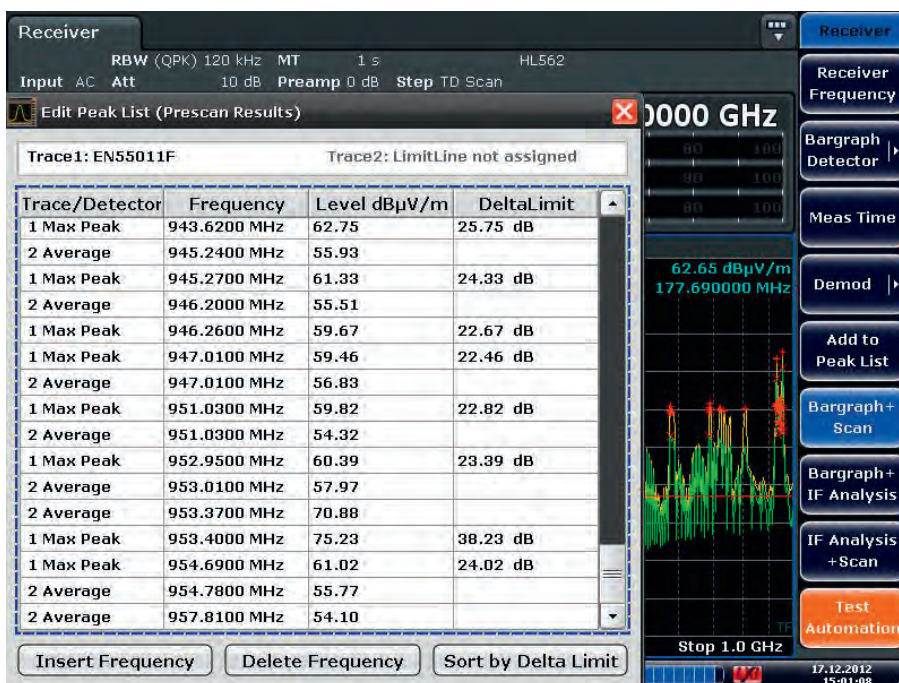 Receiver
RBW (QPK) 120 kHz MT 1 s HL562
Input AC Att 10 dB Preamp 0 dB Step TD Scan
Edit Peak List (Prescan Results)
0000 GHz
Trace1: EN55011F Trace2: LimitLine not assigned
80 100
80 100
80 100
Trace/Detector Frequency Level dBµV/m DeltaLimit
1 Max Peak 943.6200 MHz 62.75 25.75 dB
2 Average 945.2400 MHz 55.93
1 Max Peak 945.2700 MHz 61.33 24.33 dB
2 Average 946.2000 MHz 55.51
1 Max Peak 946.2600 MHz 59.67 22.67 dB
1 Max Peak 947.0100 MHz 59.46 22.46 dB
2 Average 947.0100 MHz 56.83
1 Max Peak 951.0300 MHz 59.82 22.82 dB
2 Average 951.0300 MHz 54.32
1 Max Peak 952.9500 MHz 60.39 23.39 dB
2 Average 953.0100 MHz 57.97
2 Average 953.3700 MHz 70.88
1 Max Peak 953.4000 MHz 75.23 38.23 dB
1 Max Peak 954.6900 MHz 61.02 24.02 dB
2 Average 954.7800 MHz 55.77
2 Average 957.8100 MHz 54.10
Insert Frequency Delete Frequency Sort by Delta Limit
62.65 dBµV/m
177.690000 MHz
TF
Stop 1.0 GHz
Receiver
Receiver
Frequency
Bargraph
Detector
Meas Time
Demod
Add to
Peak List
Bargraph+
Scan
Bargraph+
IF Analysis
IF Analysis
+Scan
Test
Automation
17.12.2012
15:01:08